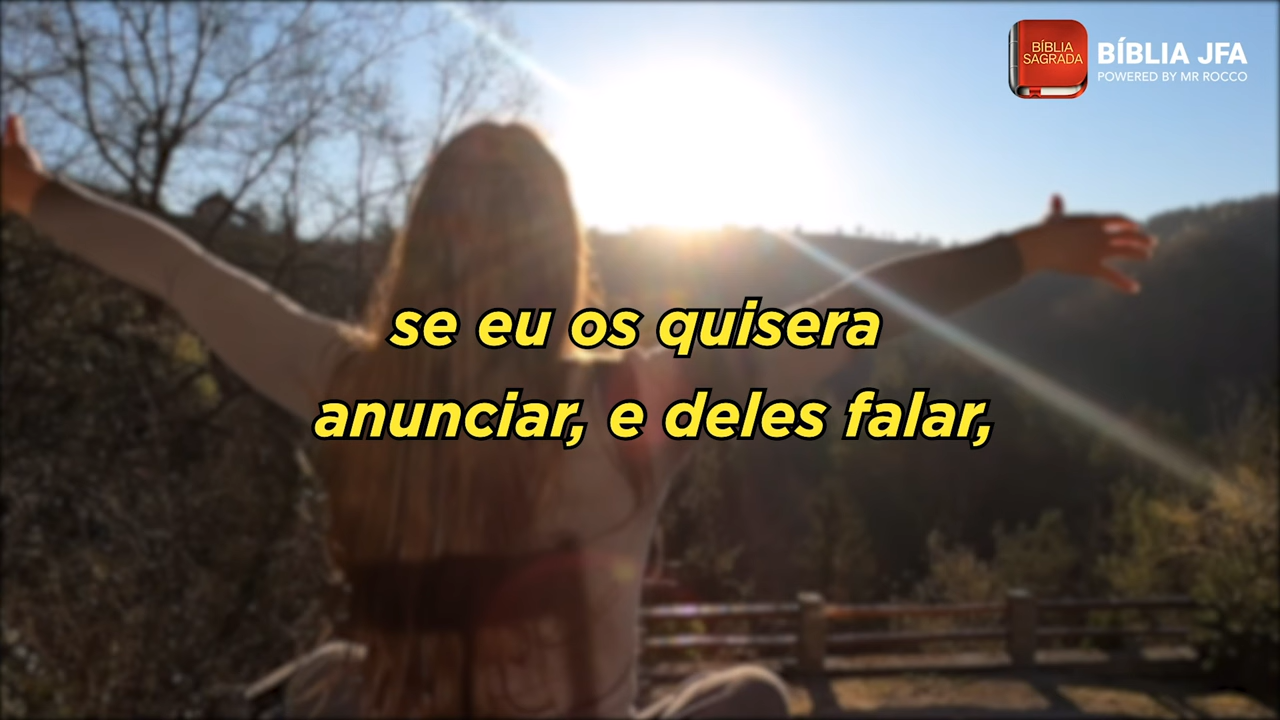 BÍBLIA
SAGRADA
BÍBLIA JFA
POWERED BY MR ROCCO
se eu os quisera
anunciar, e deles falar,